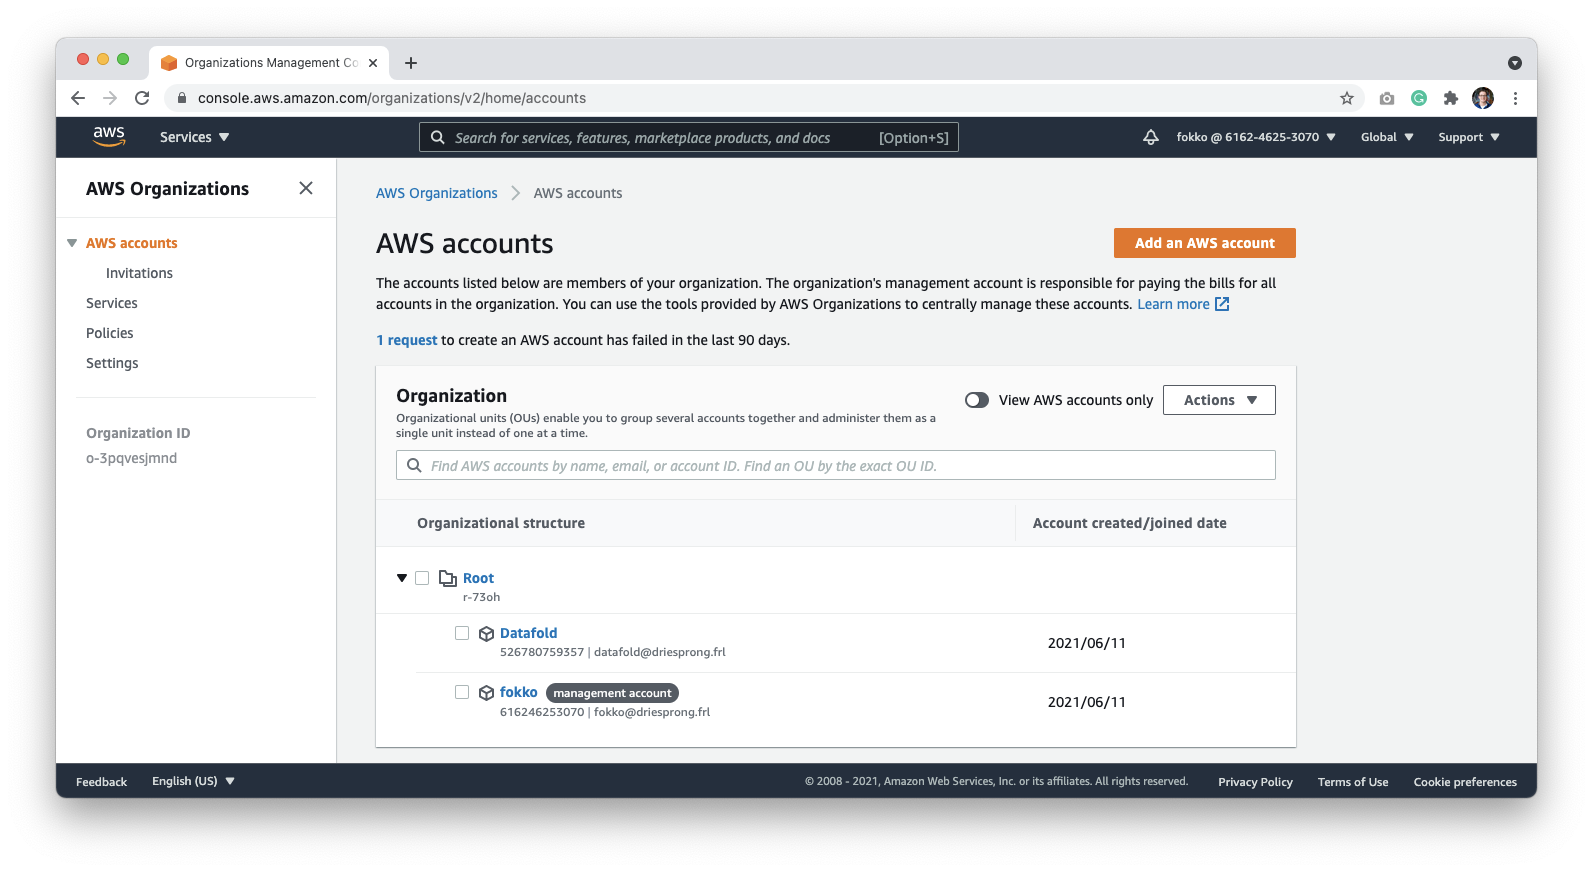 Organizations Management Co
console.aws.amazon.com/organizations/v2/home/accounts
aws
Services
Search for services, features, marketplace products, and docs
[Option+S]
fokko @ 6162-4625-3070
Global
Support
AWS Organizations
AWS accounts
Invitations
Services
Policies
Settings
Organization ID
o-3pqvesjmnd
AWS Organizations
AWS accounts
AWS accounts
Add an AWS account
The accounts listed below are members of your organization. The organization's management account is responsible for paying the bills for all
accounts in the organization. You can use the tools provided by AWS Organizations to centrally manage these accounts. Learn more
1 request to create an AWS account has failed in the last 90 days.
Organization
Organizational units (OUs) enable you to group several accounts together and administer them as a
single unit instead of one at a time.
View AWS accounts only
Actions
Find AWS accounts by name, email, or account ID. Find an OU by the exact OU ID.
Organizational structure
Account created/joined date
Root
r-73oh
Datafold
526780759357 | datafold@driesprong.frl
2021/06/11
fokko management account
616246253070 | fokko@driesprong.frl
2021/06/11
Feedback
English (US)
© 2008 - 2021, Amazon Web Services, Inc. or its affiliates. All rights reserved.
Privacy Policy
Terms of Use
Cookie preferences